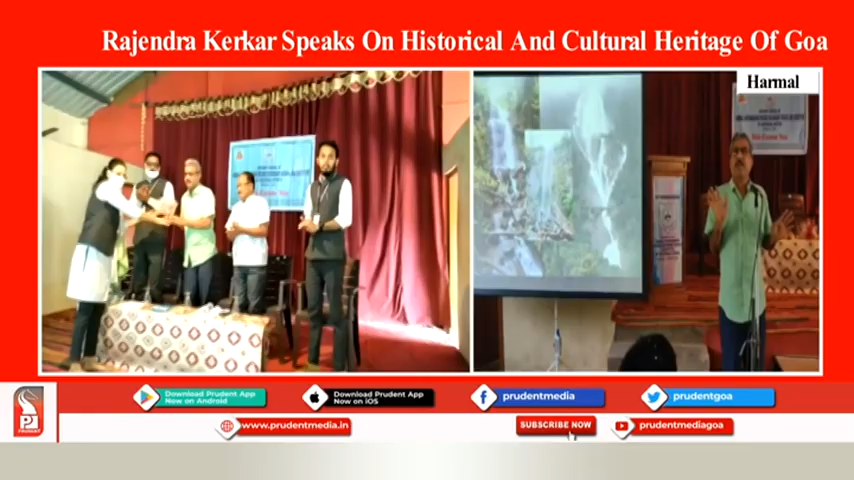 Rajendra Kerkar Speaks On Historical And Cultural Heritage Of Goa
Harmal
Download Prudent App
Now on Android
Download Prudent App
Now on iOS
prudentmedia
prudentgoa
www.prudentmedia.in
SUBSCRIBE NOW
prudentmediagoa
PRUDENT